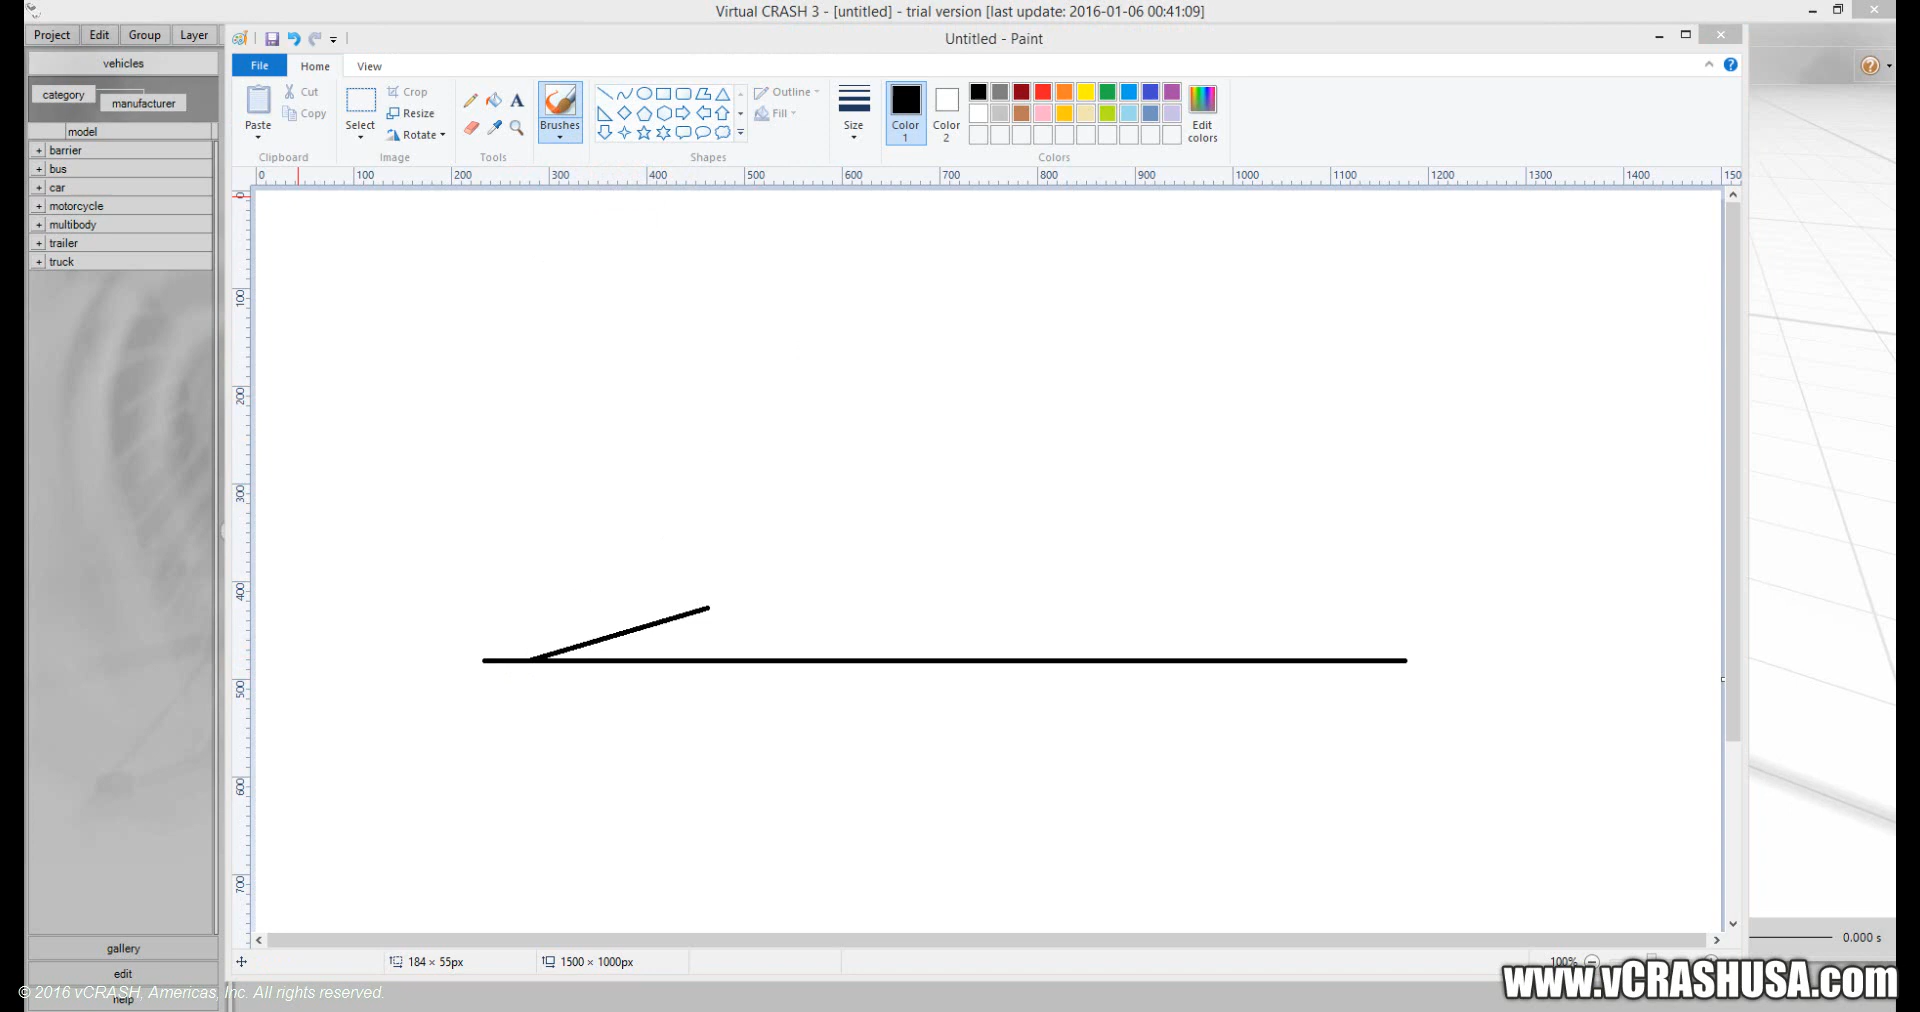 Virtual CRASH 3 - [untitled] - trial version [last update: 2016-01-06 00:41:09]
Project Edit Group Layer
Untitled - Paint
vehicles
File Home View
category
manufacturer
Paste Cut Copy
Select Crop Resize Rotate
Brushes
Outline Fill
Size
Color 1
Color 2
Edit colors
Clipboard Image Tools Shapes Colors
model
barrier
bus
car
motorcycle
multibody
trailer
truck
0 100 200 300 400 500 600 700 800 900 1000 1100 1200 1300 1400 150
0
100
200
300
400
500
600
700
gallery
edit
help
0.000 s
184 × 55px
1500 × 1000px
100%
© 2016 vCRASH, Americas, Inc. All rights reserved.
www.vCRASHUSA.com